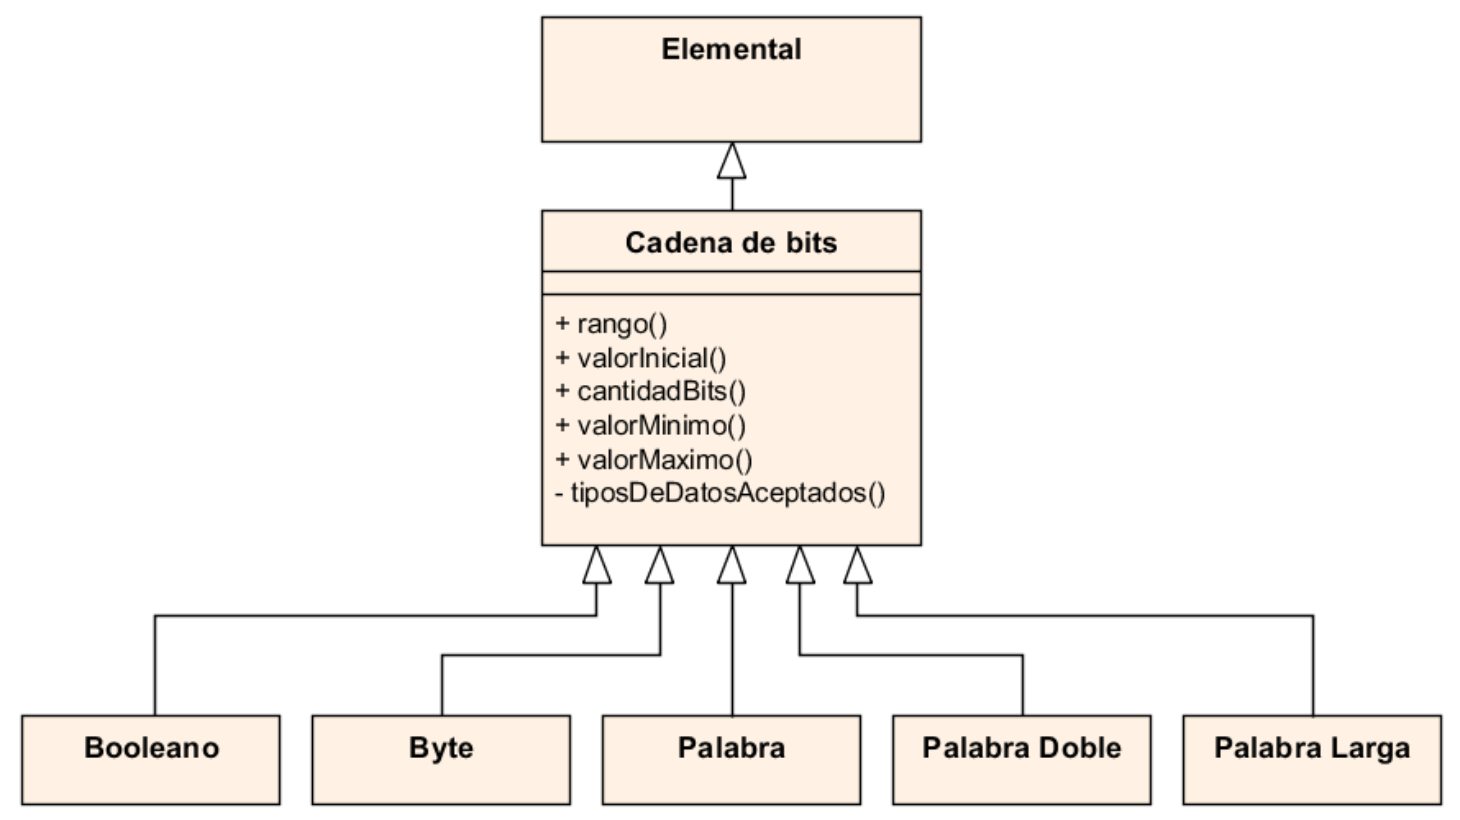 Elemental
Cadena de bits
+ rango()
+ valorInicial()
+ cantidadBits()
+ valorMinimo()
+ valorMaximo()
- tiposDeDatosAceptados()
Booleano
Byte
Palabra
Palabra Doble
Palabra Larga